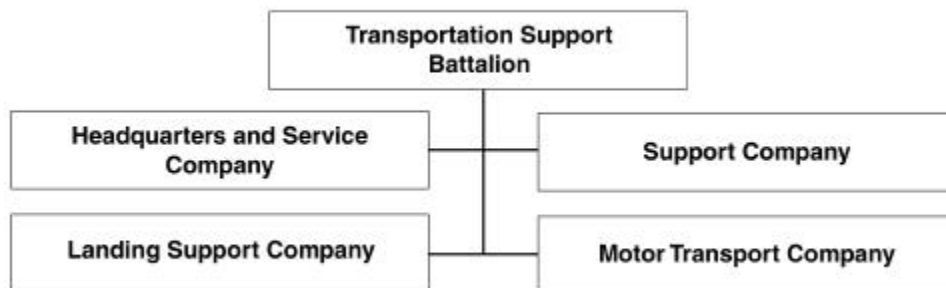 Transportation Support
Battalion
Headquarters and Service
Company
Support Company
Landing Support Company
Motor Transport Company